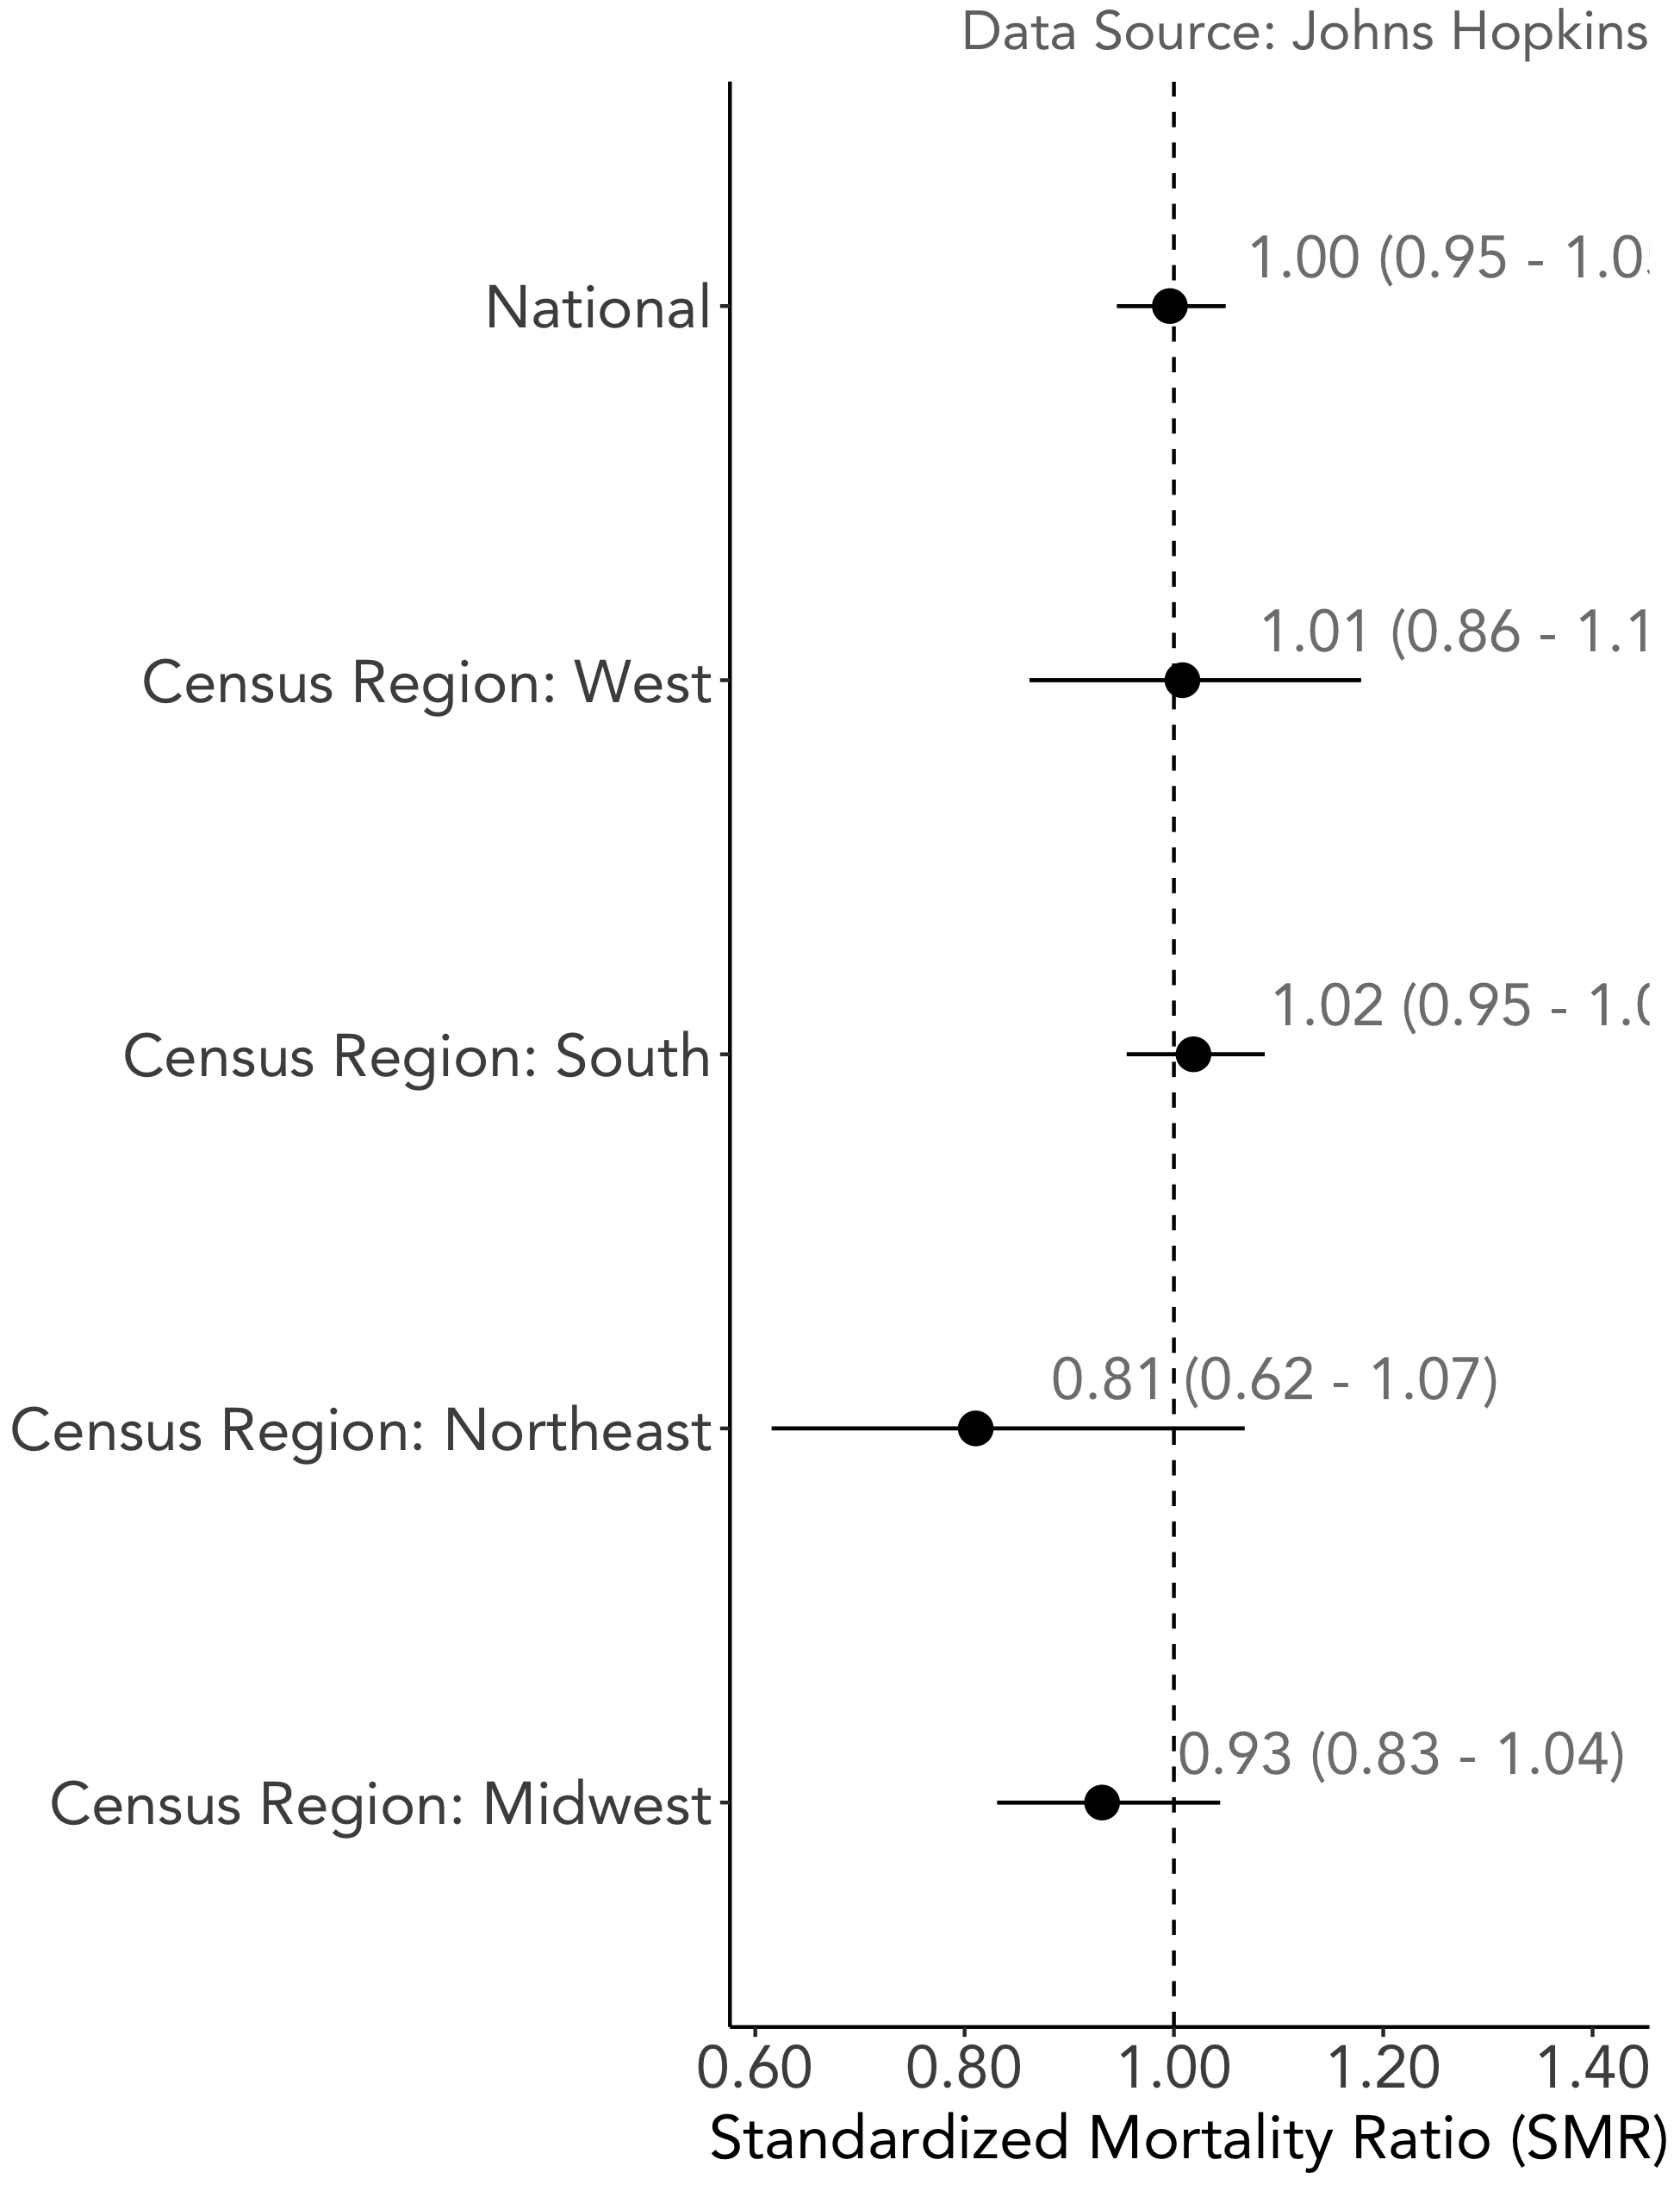 Data Source: Johns Hopkins
1.00 (0.95 - 1.0
National
1.01 (0.86 - 1.1
Census Region: West
1.02 (0.95 - 1.
Census Region: South
0.81 (0.62 - 1.07)
Census Region: Northeast
0.93 (0.83 - 1.04)
Census Region: Midwest
0.60 0.80 1.00 1.20 1.40
Standardized Mortality Ratio (SMR)